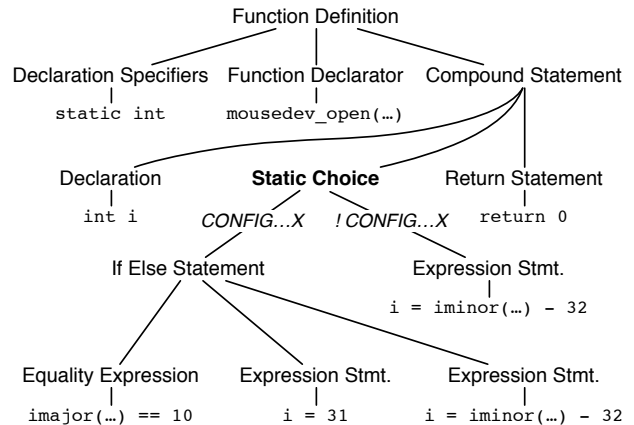 Function Definition
Declaration Specifiers Function Declarator Compound Statement
static int mousedev_open(…)
Declaration Static Choice Return Statement
int i CONFIG…X ! CONFIG…X return 0
If Else Statement Expression Stmt.
i = iminor(…) - 32
Equality Expression Expression Stmt. Expression Stmt.
imajor(…) == 10 i = 31 i = iminor(…) - 32